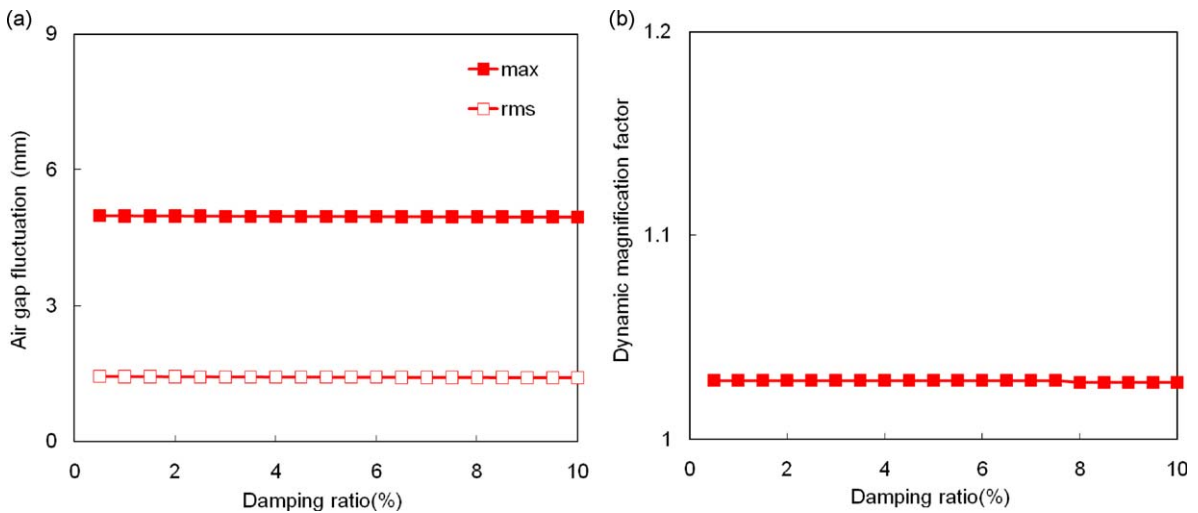 (a)
9
6
3
0
Air gap fluctuation (mm)
max
rms
0 2 4 6 8 10
Damping ratio(%)
(b)
1.2
1.1
1
Dynamic magnification factor
0 2 4 6 8 10
Damping ratio(%)